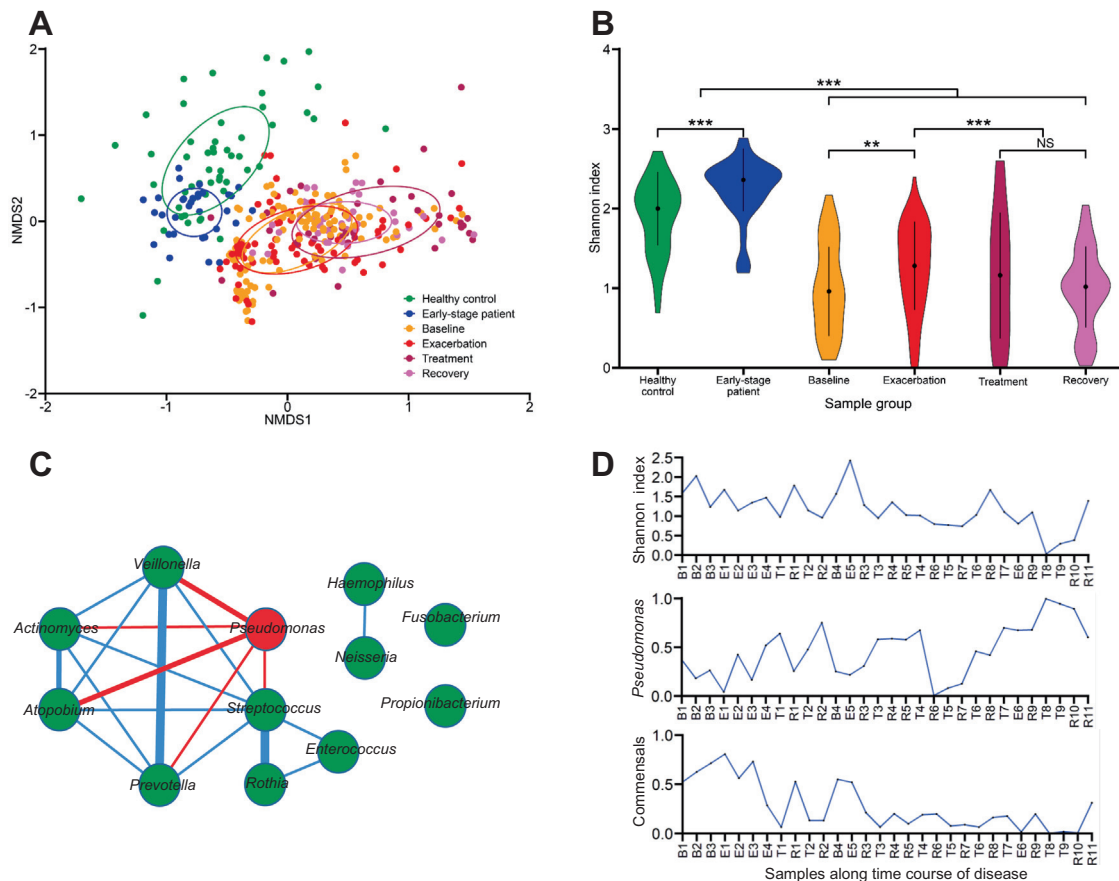 A
2
1
0
-1
-2
NMDS2
-2
-1
0
1
2
NMDS1
Healthy control
Early-stage patient
Baseline
Exacerbation
Treatment
Recovery
B
4
3
2
1
0
Shannon index
***
***
**
***
NS
Healthy
control
Early-stage
patient
Baseline
Exacerbation
Treatment
Recovery
Sample group
C
Veillonella
Actinomyces
Pseudomonas
Atopobium
Streptococcus
Prevotella
Rothia
Enterococcus
Haemophilus
Neisseria
Fusobacterium
Propionibacterium
D
Shannon index
2.5
2.0
1.5
1.0
0.5
0.0
B1 B2 B3 E1 E2 E3 E4 T1 R1 T2 R2 B4 E5 R3 T3 R4 R5 T4 R6 T5 R7 T6 R8 T7 E6 R9 T8 T9 R10 R11
Pseudomonas
1.0
0.5
0.0
B1 B2 B3 E1 E2 E3 E4 T1 R1 T2 R2 B4 E5 R3 T3 R4 R5 T4 R6 T5 R7 T6 R8 T7 E6 R9 T8 T9 R10 R11
Commensals
1.0
0.5
0.0
B1 B2 B3 E1 E2 E3 E4 T1 R1 T2 R2 B4 E5 R3 T3 R4 R5 T4 R6 T5 R7 T6 R8 T7 E6 R9 T8 T9 R10 R11
Samples along time course of disease